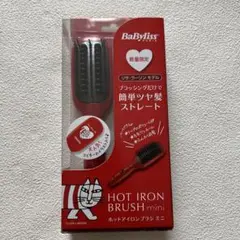 BaByliss
数量限定
リサ・ラーソン モデル
ブラッシングだけで
簡単ツヤ髪
ストレート
HOT IRON
BRUSH mini
ホットアイロンブラシ ミニ